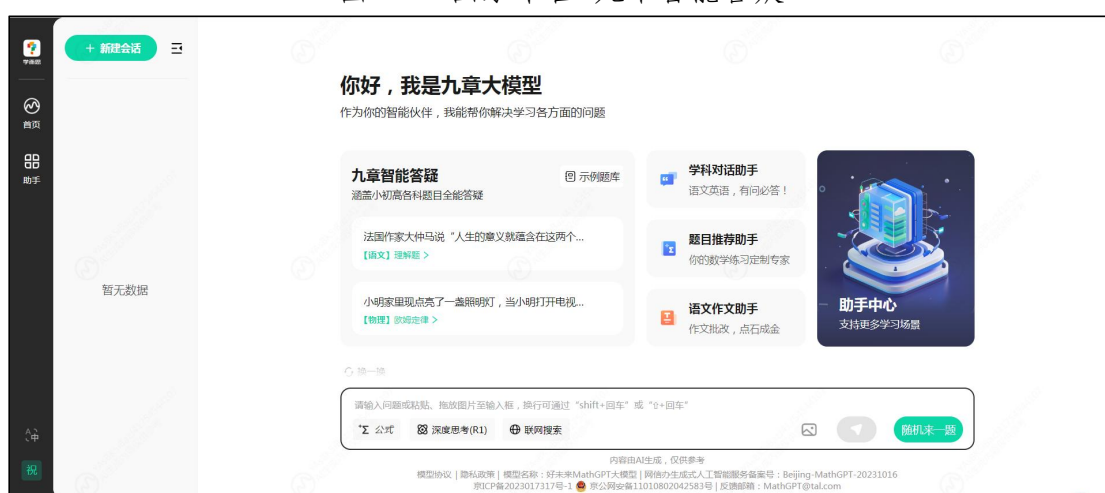 学而思
+ 新建会话
首页
助手
暂无数据
中
祝
你好，我是九章大模型
作为你的智能伙伴，我能帮你解决学习各方面的问题
九章智能答疑
示例题库
涵盖小初高各科题目全能答疑
法国作家大仲马说“人生的意义就蕴含在这两个...
【语文】理解题 >
小明家里现点亮了一盏照明灯，当小明打开电视...
【物理】欧姆定律 >
学科对话助手
语文英语，有问必答！
题目推荐助手
你的数学练习定制专家
语文作文助手
作文批改，点石成金
助手中心
支持更多学习场景
换一换
请输入问题或粘贴、拖放图片至输入框，换行可通过“shift+回车”或“⇧+回车”
公式 深度思考(R1) 联网搜索
随机来一题
内容由AI生成，仅供参考
模型协议 | 隐私政策 | 模型名称：好未来MathGPT大模型 | 网信办生成式人工智能服务备案号：Beijing-MathGPT-20231016
京ICP备2023017317号-1 京公网安备11010802042583号 | 反馈邮箱：MathGPT@tal.com